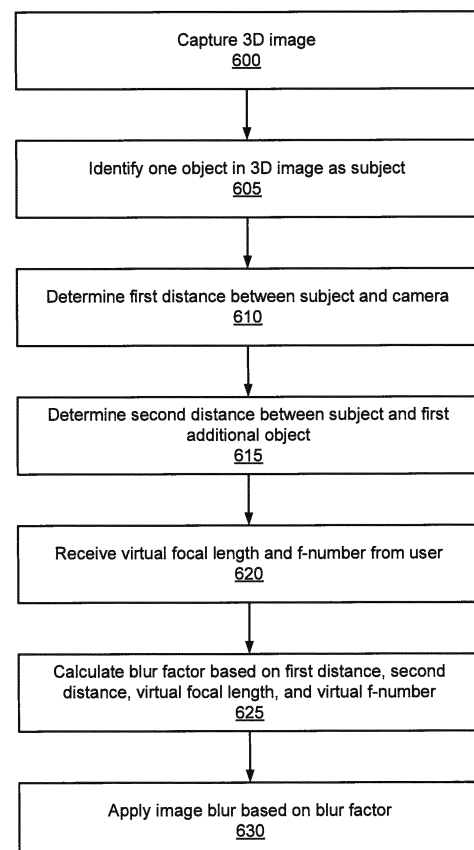 Capture 3D image
600
Identify one object in 3D image as subject
605
Determine first distance between subject and camera
610
Determine second distance between subject and first
additional object
615
Receive virtual focal length and f-number from user
620
Calculate blur factor based on first distance, second
distance, virtual focal length, and virtual f-number
625
Apply image blur based on blur factor
630